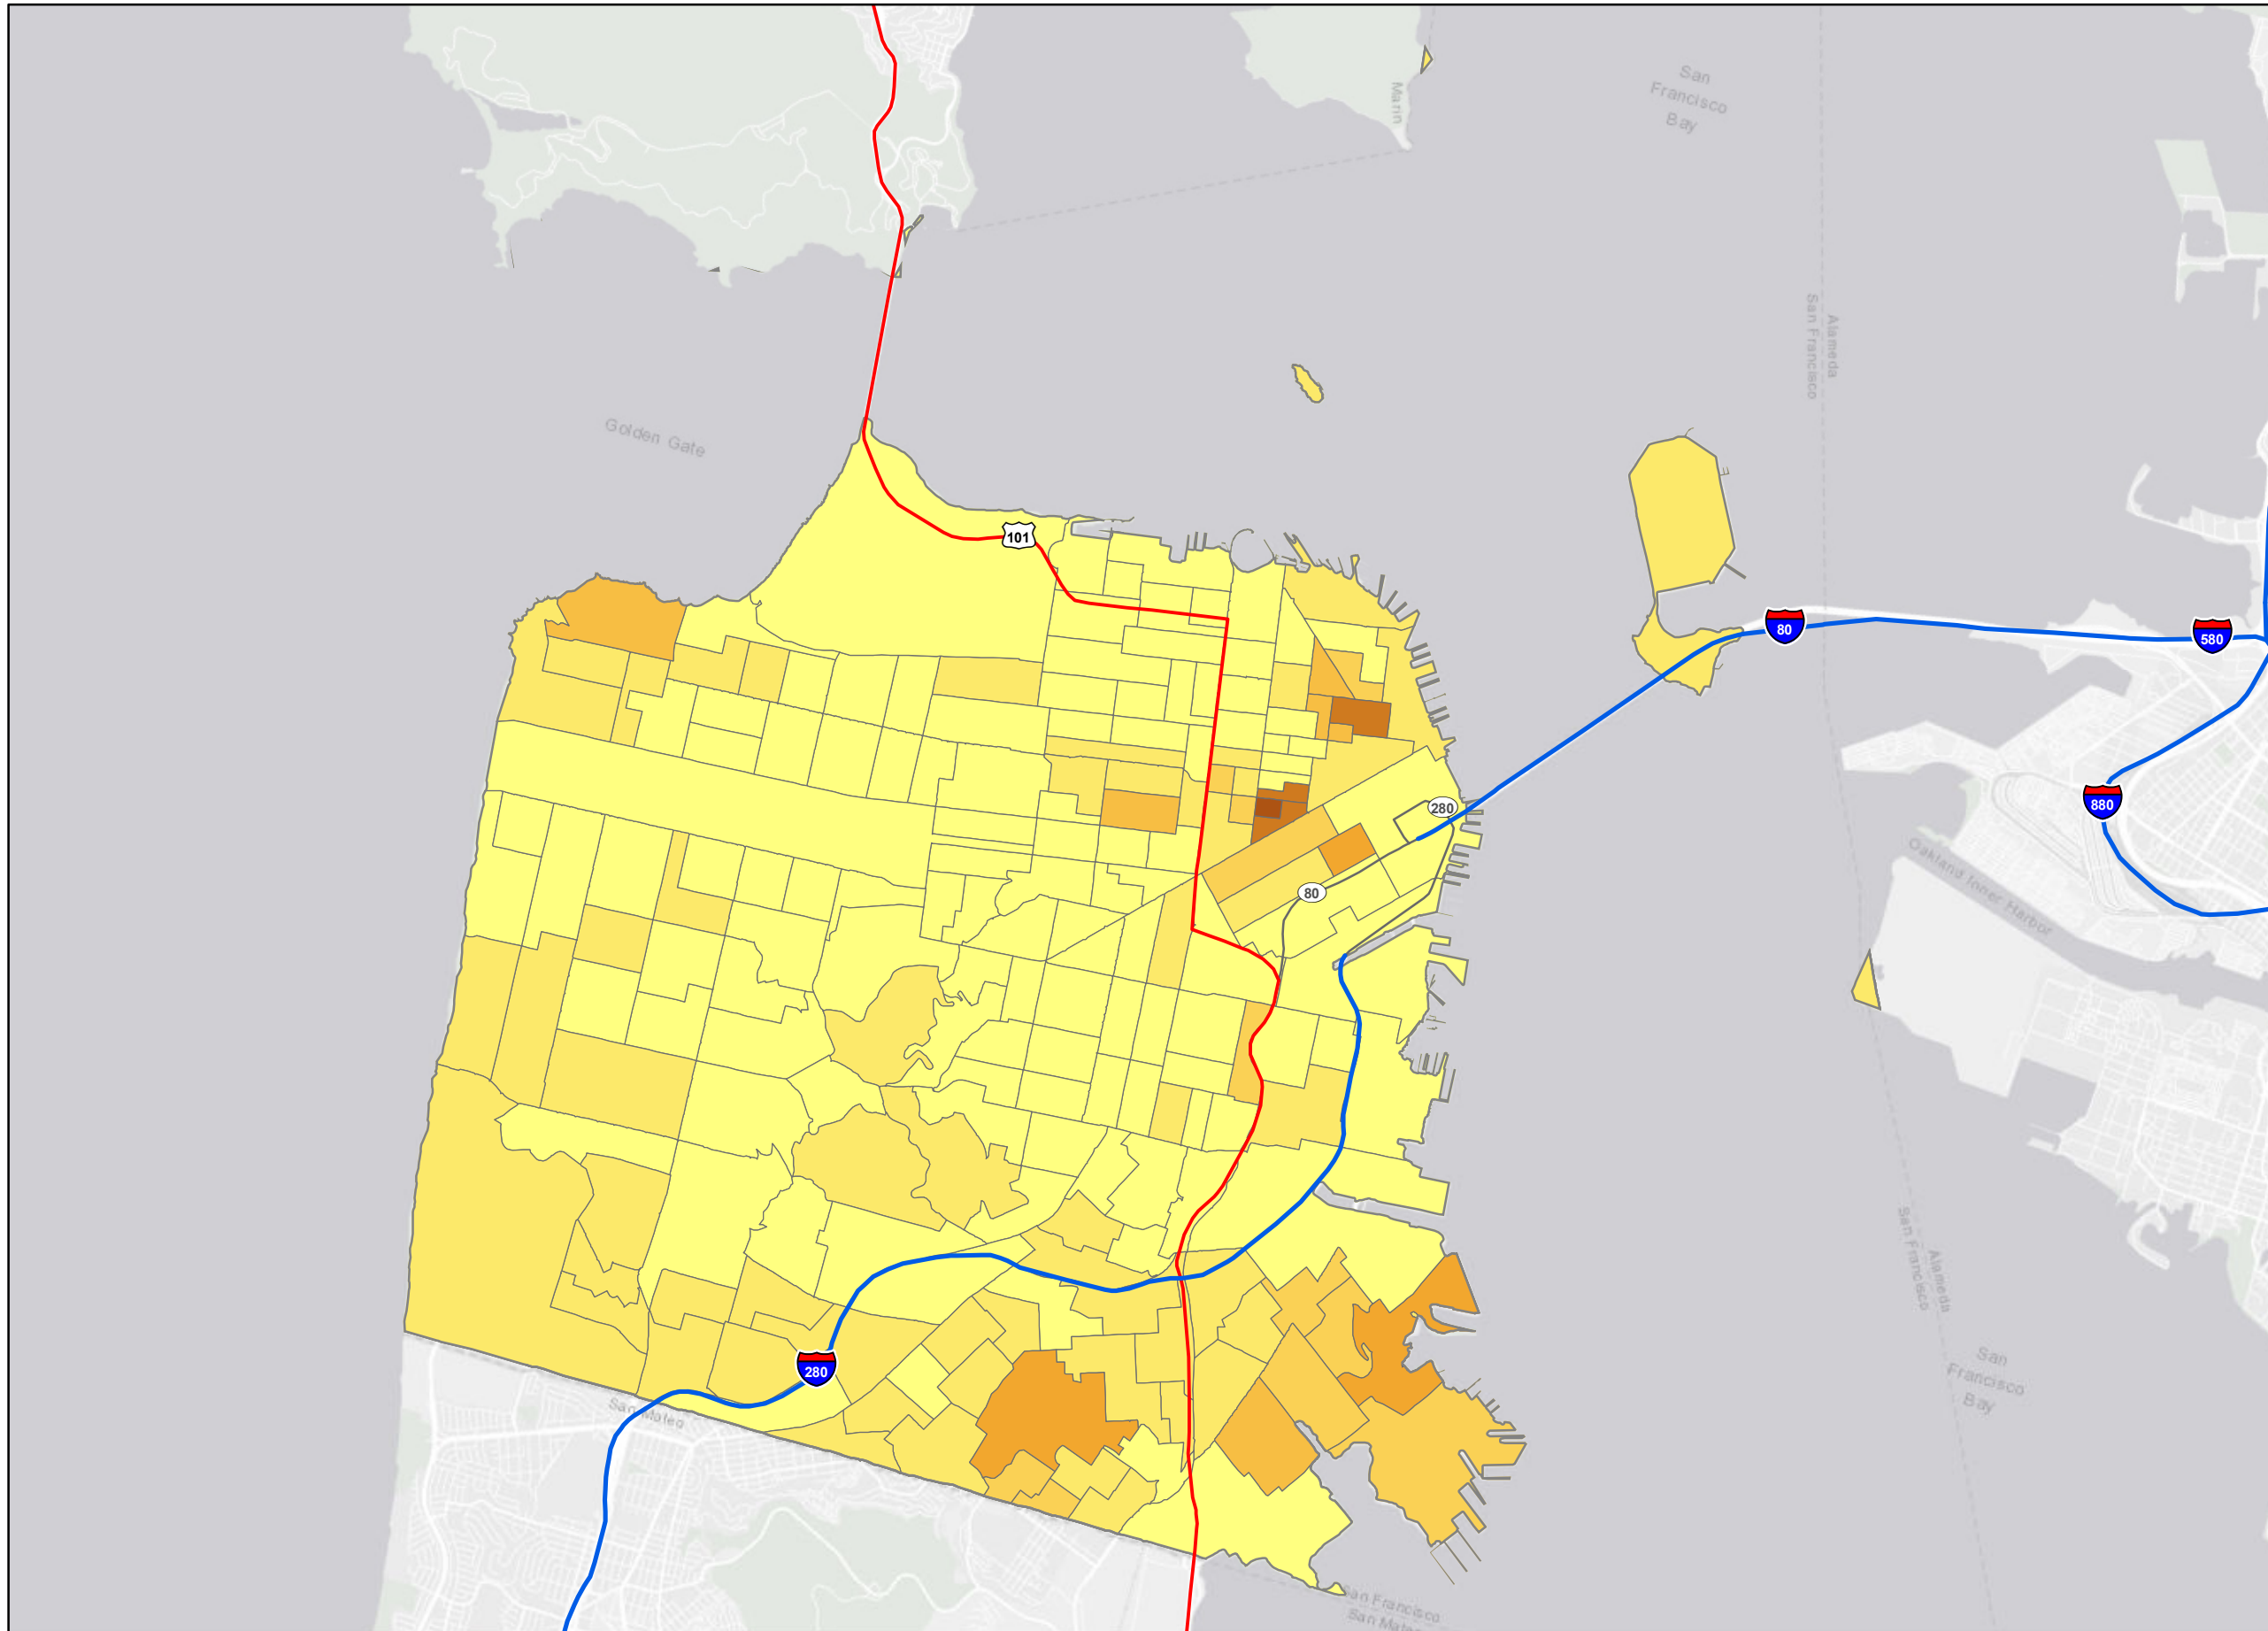 San
Francisco
Bay
Marin
Alameda
San Francisco
Golden Gate
101
80
580
280
880
80
Oakland Inner Harbor
Alameda
San Francisco
San
Francisco
Bay
280
San Mateo
San Francisco
San Mateo